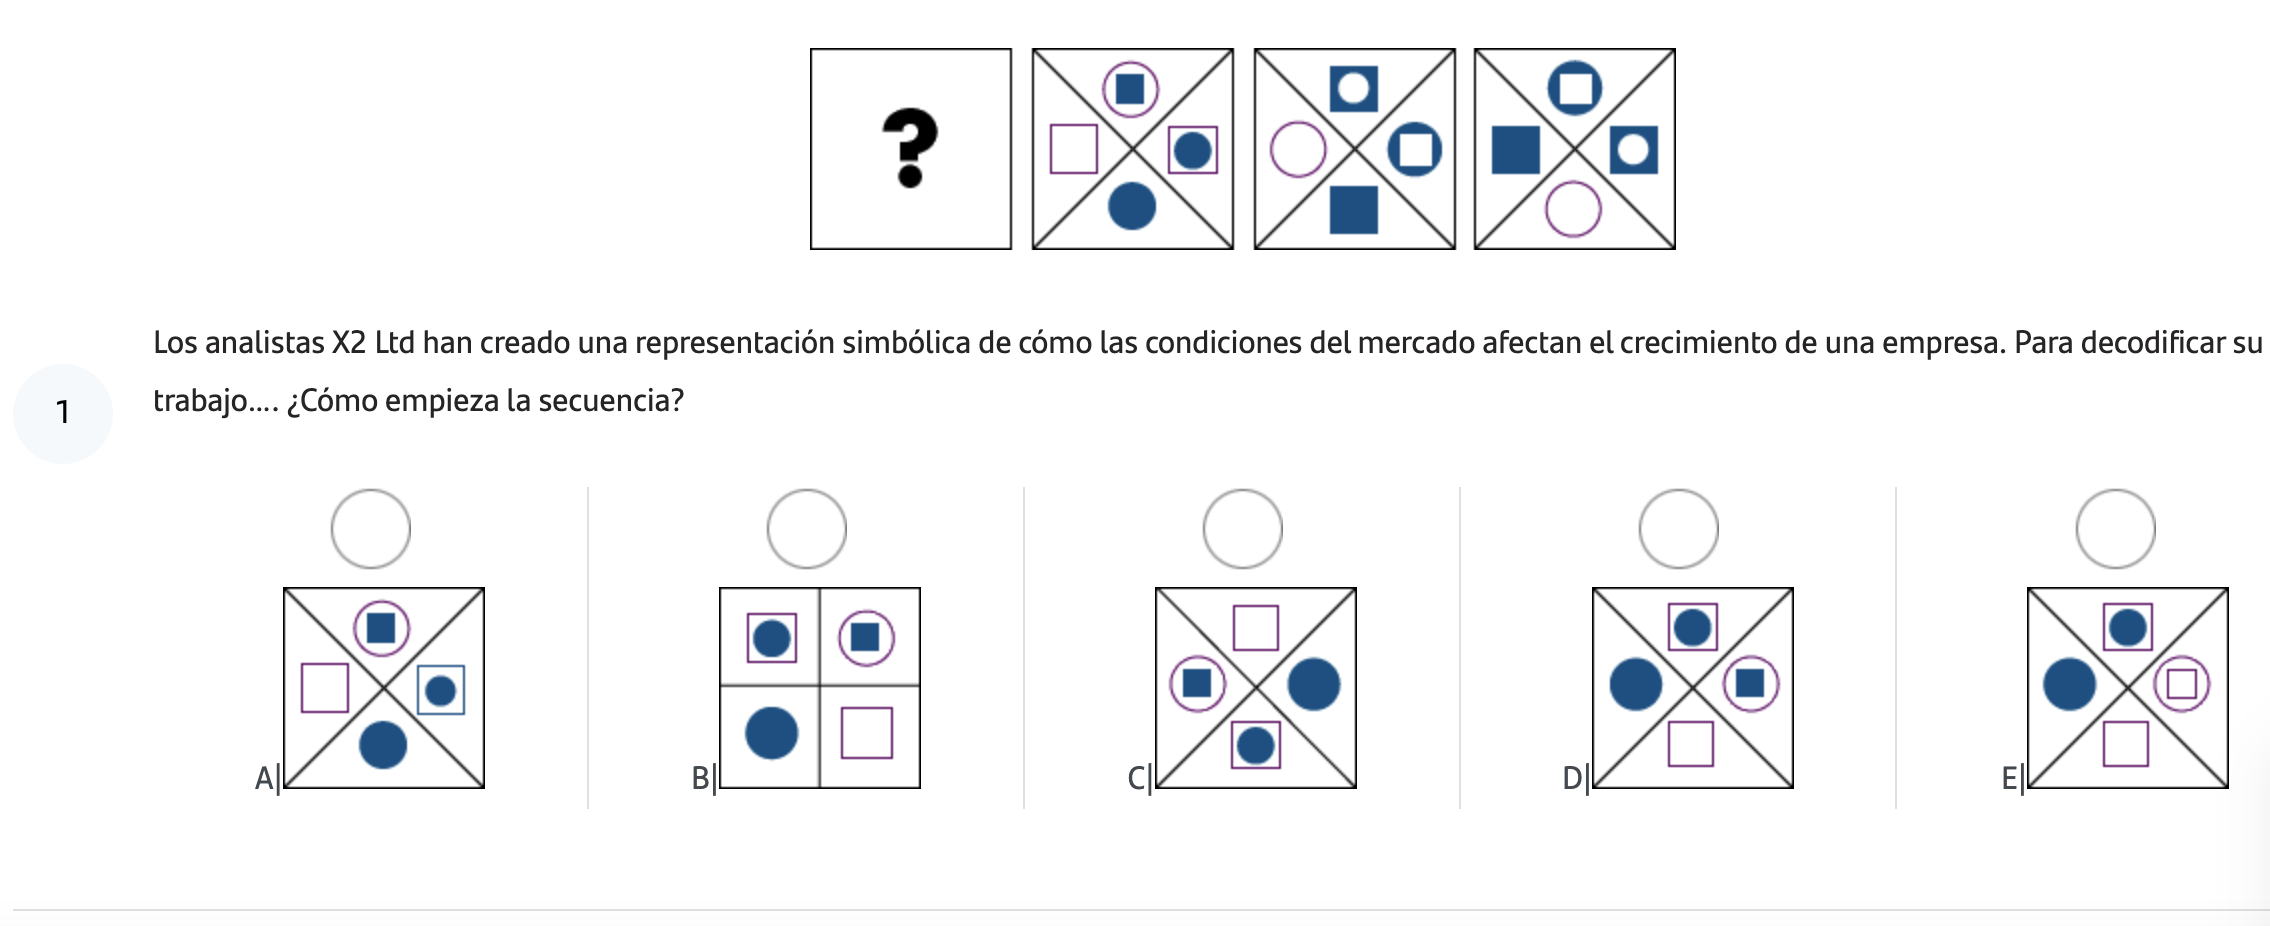 ?
Los analistas X2 Ltd han creado una representación simbólica de cómo las condiciones del mercado afectan el crecimiento de una empresa. Para decodificar su
1
trabajo.... ¿Cómo empieza la secuencia?
A| B| C| D| E|